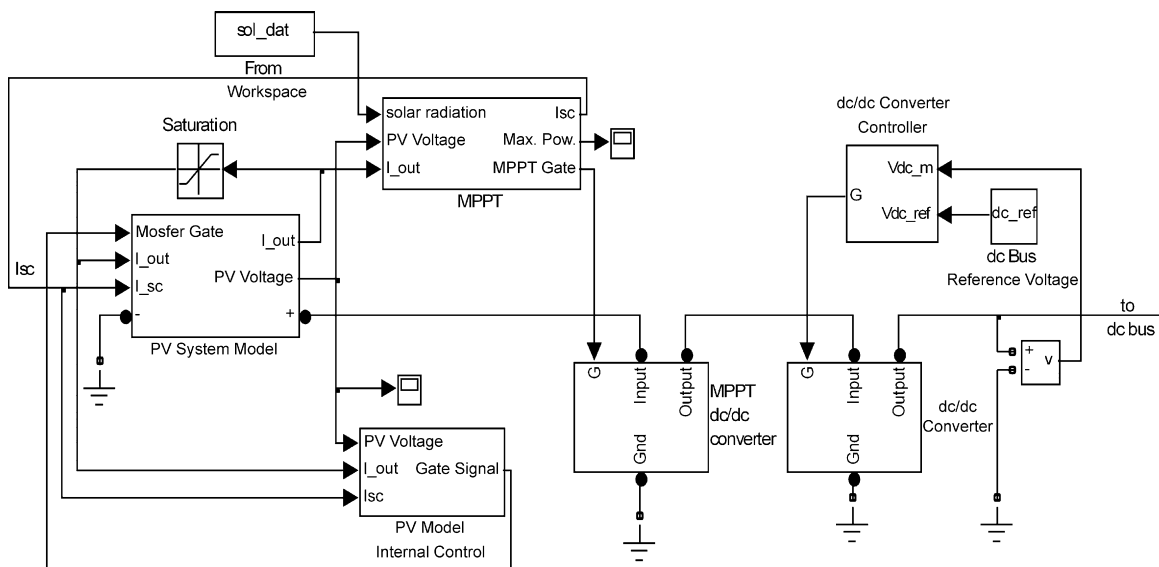 sol_dat
From
Workspace
Saturation
solar radiation
PV Voltage
I_out
Isc
Max. Pow.
MPPT Gate
MPPT
dc/dc Converter
Controller
Vdc_m
G
Vdc_ref
dc_ref
dc Bus
Reference Voltage
Isc
Mosfer Gate
I_out
I_sc
-
I_out
PV Voltage
+
PV System Model
G
Input
Output
Gnd
MPPT
dc/dc
converter
G
Input
Output
Gnd
dc/dc
Converter
+
-
v
to
dc bus
PV Voltage
I_out
Isc
Gate Signal
PV Model
Internal Control